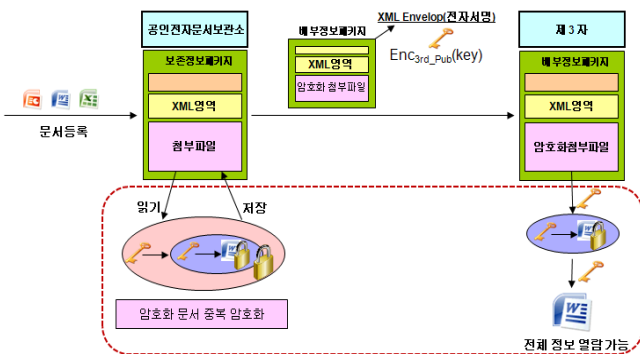 공인전자문서보관소
보존정보패키지
XML영역
첨부파일
문서등록
배부정보패키지
XML영역
암호화 첨부파일
XML Envelop(전자서명)
Enc3rd_Pub(key)
제 3 자
배부정보패키지
XML영역
암호화첨부파일
읽기
저장
암호화 문서 중복 암호화
전체 정보 열람 가능